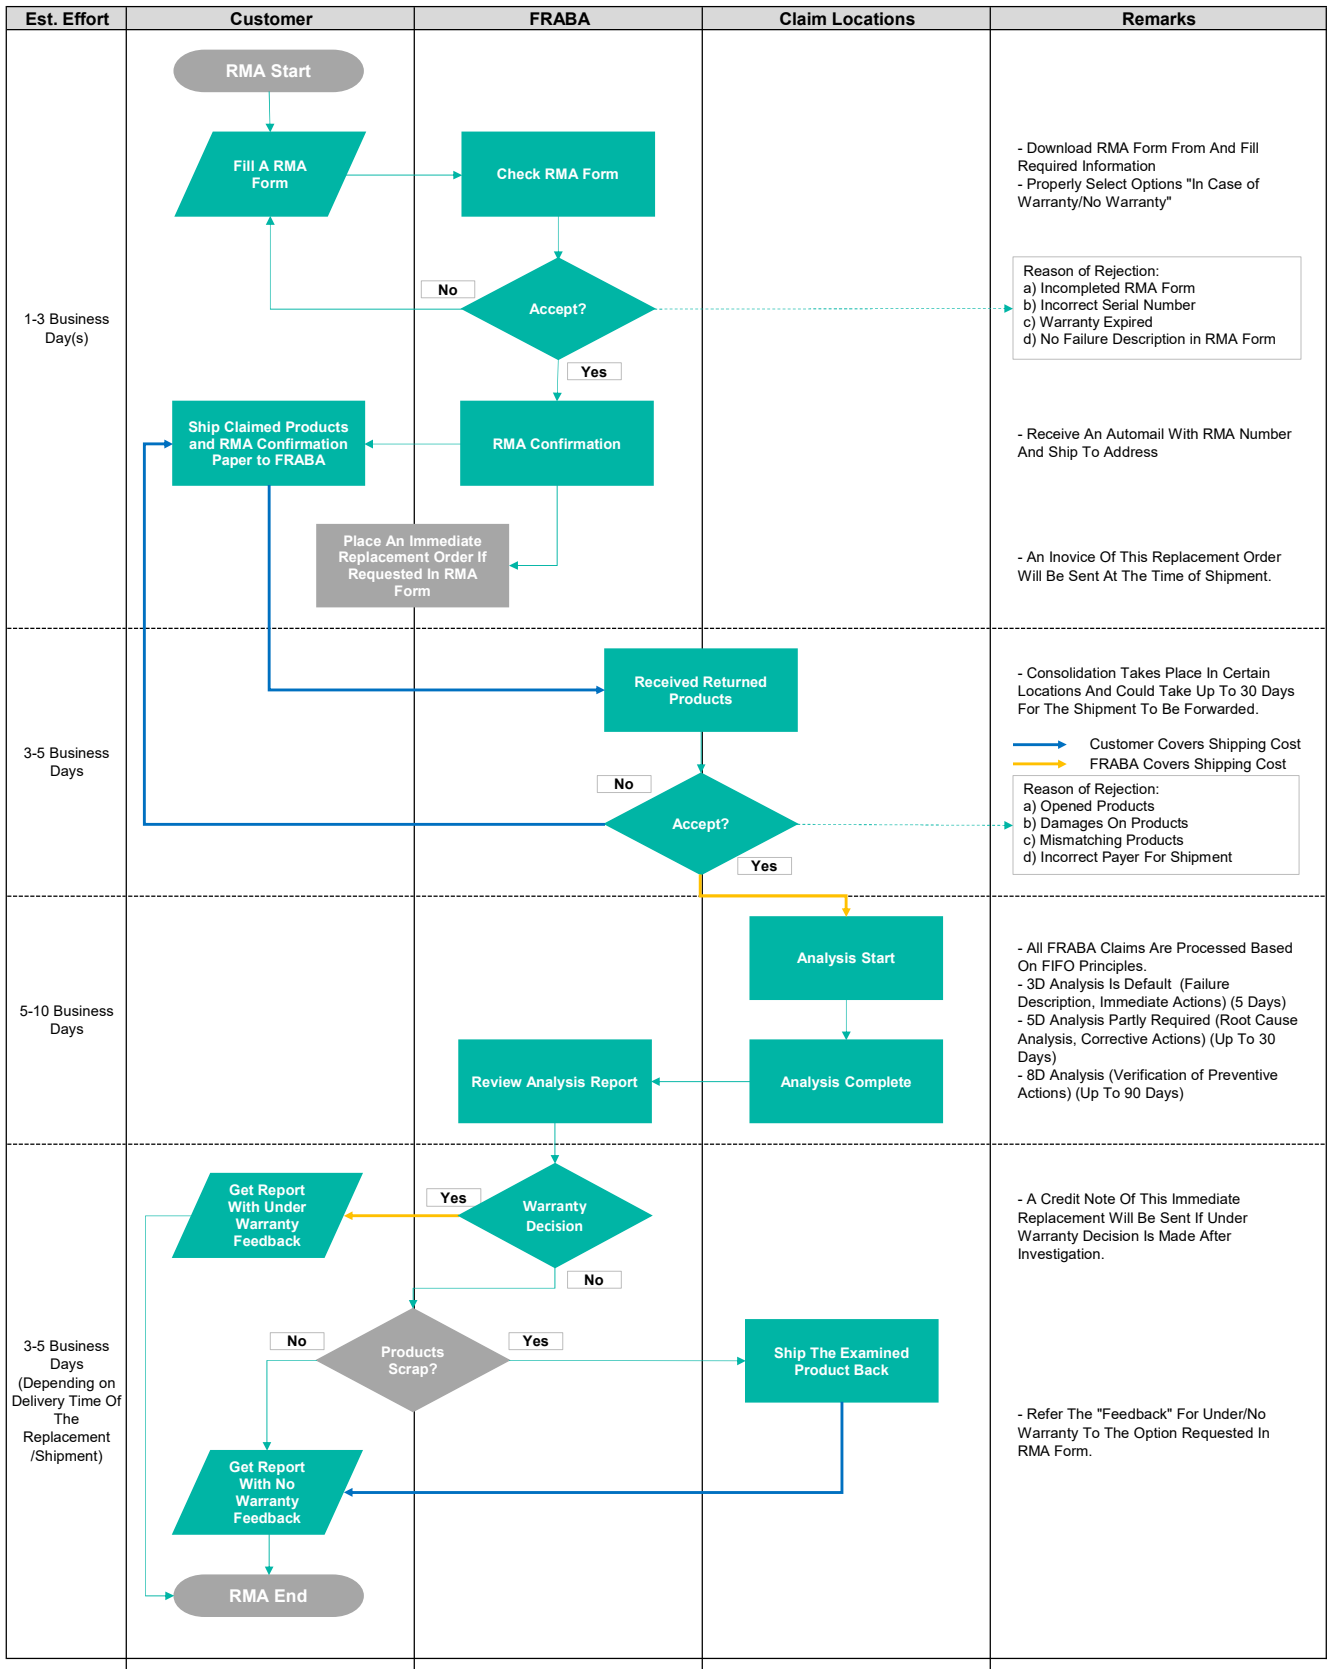 Est. Effort
Customer
FRABA
Claim Locations
Remarks
RMA Start
Fill A RMA
Form
Check RMA Form
- Download RMA Form From And Fill
Required Information
- Properly Select Options "In Case of
Warranty/No Warranty"
No
Accept?
Reason of Rejection:
a) Incompleted RMA Form
b) Incorrect Serial Number
c) Warranty Expired
d) No Failure Description in RMA Form
1-3 Business
Day(s)
Yes
Ship Claimed Products
and RMA Confirmation
Paper to FRABA
RMA Confirmation
- Receive An Automail With RMA Number
And Ship To Address
Place An Immediate
Replacement Order If
Requested In RMA
Form
- An Inovice Of This Replacement Order
Will Be Sent At The Time of Shipment.
Received Returned
Products
- Consolidation Takes Place In Certain
Locations And Could Take Up To 30 Days
For The Shipment To Be Forwarded.
Customer Covers Shipping Cost
FRABA Covers Shipping Cost
3-5 Business
Days
No
Accept?
Reason of Rejection:
a) Opened Products
b) Damages On Products
c) Mismatching Products
d) Incorrect Payer For Shipment
Yes
Analysis Start
5-10 Business
Days
- All FRABA Claims Are Processed Based
On FIFO Principles.
- 3D Analysis Is Default  (Failure
Description, Immediate Actions) (5 Days)
- 5D Analysis Partly Required (Root Cause
Analysis, Corrective Actions) (Up To 30
Days)
- 8D Analysis (Verification of Preventive
Actions) (Up To 90 Days)
Review Analysis Report
Analysis Complete
Get Report
With Under
Warranty
Feedback
Yes
Warranty
Decision
- A Credit Note Of This Immediate
Replacement Will Be Sent If Under
Warranty Decision Is Made After
Investigation.
No
3-5 Business
Days
(Depending on
Delivery Time Of
The
Replacement
/Shipment)
No
Products
Scrap?
Yes
Ship The Examined
Product Back
- Refer The "Feedback" For Under/No
Warranty To The Option Requested In
RMA Form.
Get Report
With No
Warranty
Feedback
RMA End